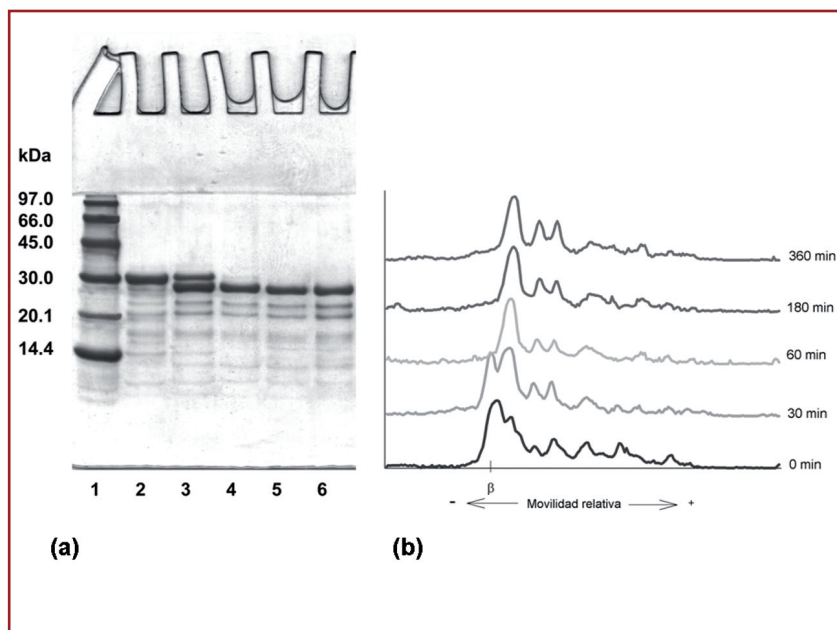 kDa
97.0
66.0
45.0
30.0
20.1
14.4
1 2 3 4 5 6
(a)
360 min
180 min
60 min
30 min
0 min
β
- Movilidad relativa +
(b)